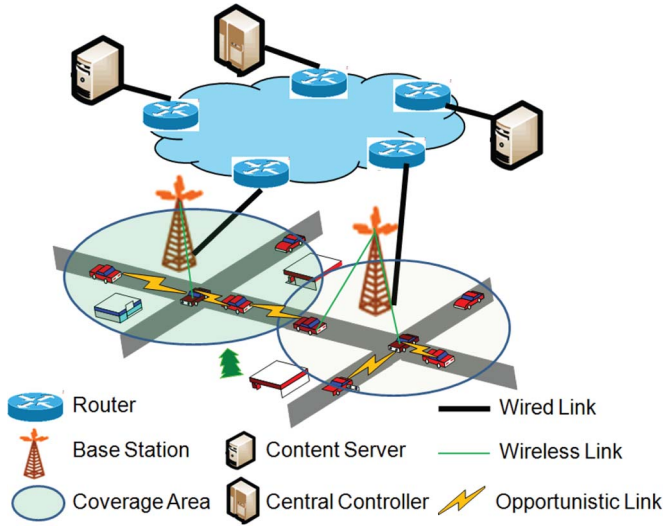 Router
Wired Link
Base Station
Content Server
Wireless Link
Coverage Area
Central Controller
Opportunistic Link